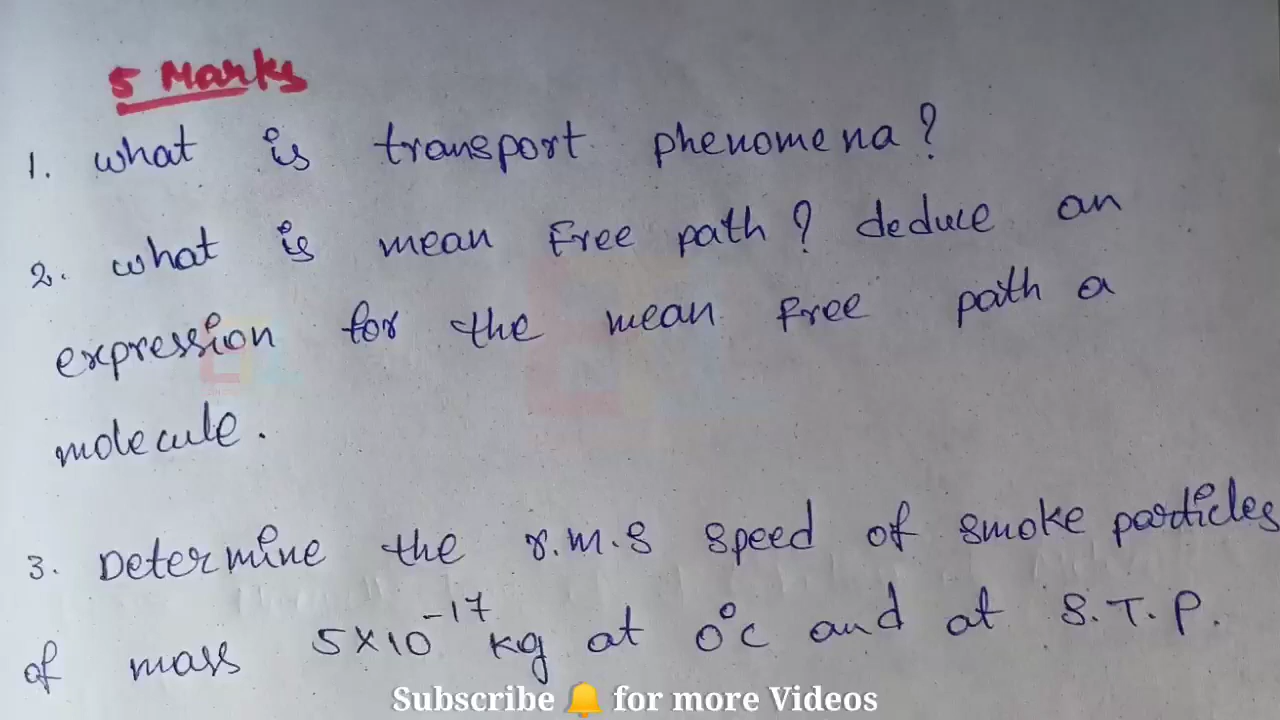 5 Marks
1. What is transport phenomena?
2. What is mean Free path? deduce an
expression for the mean Free path a
molecule.
3. Determine the r.m.s speed of smoke particles
of mass 5×10⁻¹⁷ kg at 0°C and at S.T.P.
Subscribe 🔔 for more Videos